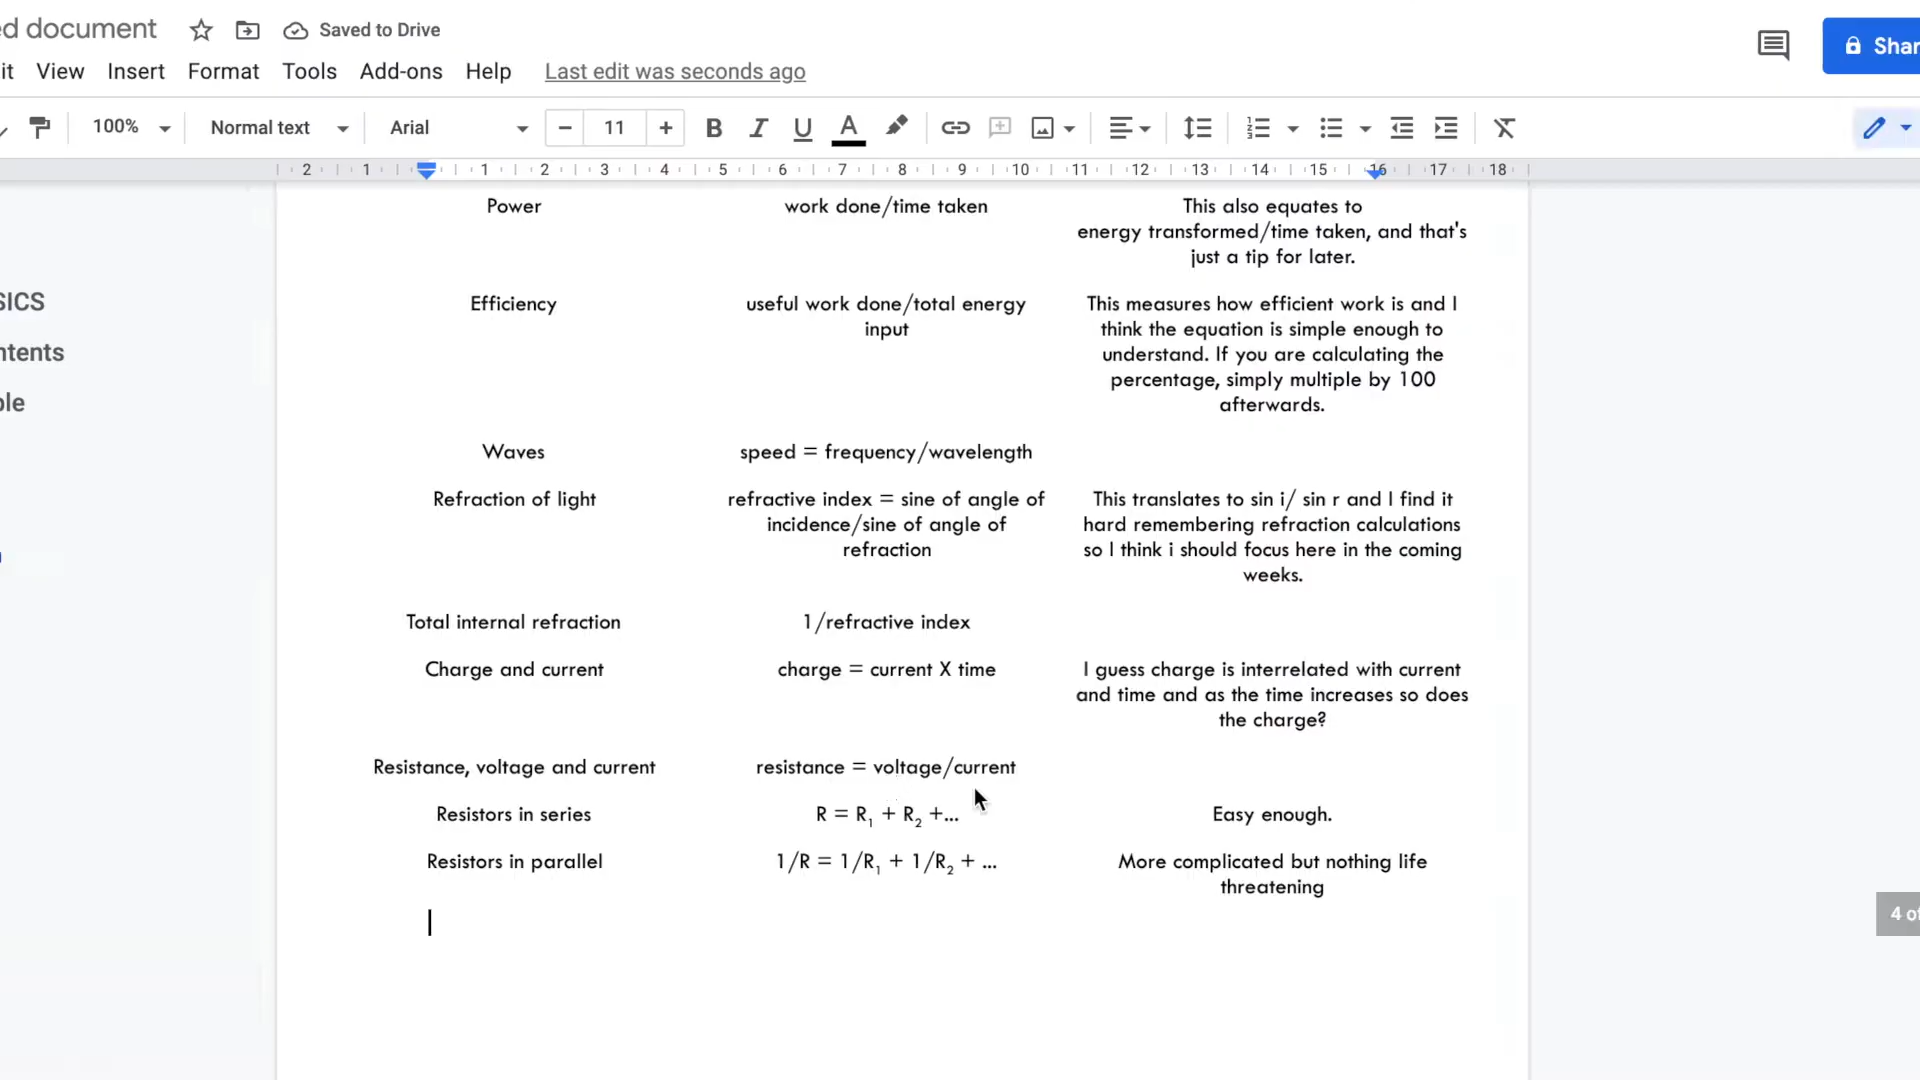 ed document Saved to Drive
it View Insert Format Tools Add-ons Help Last edit was seconds ago
Shar
100% Normal text Arial 11 B I U A
2 1 1 2 3 4 5 6 7 8 9 10 11 12 13 14 15 16 17 18
Power work done/time taken This also equates to
energy transformed/time taken, and that's
just a tip for later.
SICS
Efficiency useful work done/total energy This measures how efficient work is and I
input think the equation is simple enough to
ntents understand. If you are calculating the
percentage, simply multiple by 100
ble afterwards.
Waves speed = frequency/wavelength
Refraction of light refractive index = sine of angle of This translates to sin i/ sin r and I find it
incidence/sine of angle of hard remembering refraction calculations
refraction so I think i should focus here in the coming
weeks.
Total internal refraction 1/refractive index
Charge and current charge = current X time I guess charge is interrelated with current
and time and as the time increases so does
the charge?
Resistance, voltage and current resistance = voltage/current
Resistors in series R = R₁ + R₂ +... Easy enough.
Resistors in parallel 1/R = 1/R₁ + 1/R₂ + ... More complicated but nothing life
threatening
4 of